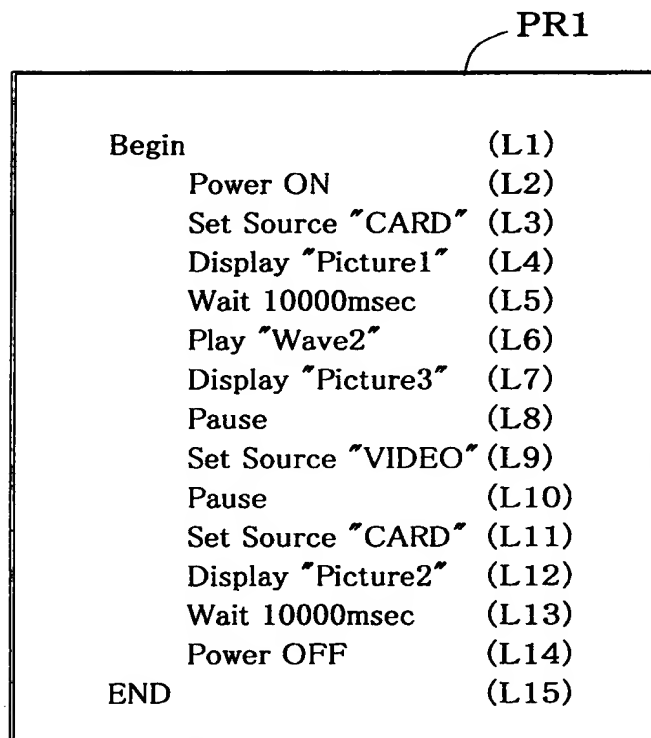 PR1
Begin (L1)
Power ON (L2)
Set Source "CARD" (L3)
Display "Picture1" (L4)
Wait 10000msec (L5)
Play "Wave2" (L6)
Display "Picture3" (L7)
Pause (L8)
Set Source "VIDEO" (L9)
Pause (L10)
Set Source "CARD" (L11)
Display "Picture2" (L12)
Wait 10000msec (L13)
Power OFF (L14)
END (L15)